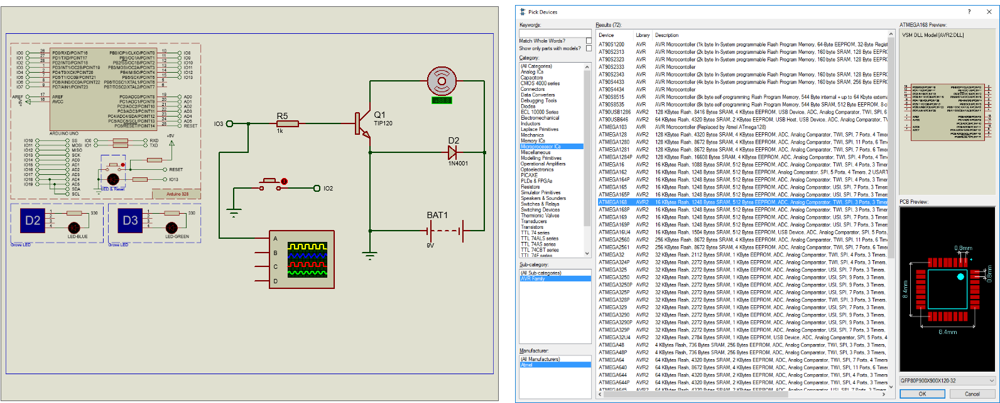 IO0
IO1
IO2
IO3
IO4
IO5
IO6
IO7
PD0/RXD/PCINT16
PD1/TXD/PCINT17
PD2/INT0/PCINT18
PD3/INT1/OC2B/PCINT19
PD4/T0/XCK/PCINT20
PD5/T1/OC0B/PCINT21
PD6/AIN0/OC0A/PCINT22
PD7/AIN1/PCINT23
PB0/ICP1/CLKO/PCINT0
PB1/OC1A/PCINT1
PB2/SS/OC1B/PCINT2
PB3/MOSI/OC2A/PCINT3
PB4/MISO/PCINT4
PB5/SCK/PCINT5
PB6/TOSC1/XTAL1/PCINT6
PB7/TOSC2/XTAL2/PCINT7
IO8
IO9
IO10
IO11
IO12
IO13
AREF
+5V
17
16
AREF
AVCC
PC0/ADC0/PCINT8
PC1/ADC1/PCINT9
PC2/ADC2/PCINT10
PC3/ADC3/PCINT11
PC4/ADC4/SDA/PCINT12
PC5/ADC5/SCL/PCINT13
PC6/RESET/PCINT14
AD0
AD1
AD2
AD3
AD4
AD5
RESET
ARDUINO UNO
IO10 SS
IO11 MOSI
IO12 MISO
IO13 SCK
IO14 AD0
IO15 AD1
IO16 AD2
IO17 AD3
IO18 AD4
IO19 AD5
SDA
SCL
IO0 RXD
IO1 TXD
+5V
RESET
IO13
LED & Reset
Arduino 328
D2
1
2
3
4
330
LED-BLUE
Grove LED
D3
1
2
3
4
330
LED-GREEN
Grove LED
IO3
R5
1k
Q1
TIP120
D2
1N4001
IO2
BAT1
9V
A
B
C
D
Pick Devices
Keywords:
Match Whole Words?
Show only parts with models?
Category:
(All Categories)
Analog ICs
Capacitors
CMOS 4000 series
Connectors
Data Converters
Debugging Tools
Diodes
ECL 10000 Series
Electromechanical
Inductors
Laplace Primitives
Mechanics
Memory ICs
Microprocessor ICs
Miscellaneous
Modelling Primitives
Operational Amplifiers
Optoelectronics
PICAXE
PLDs & FPGAs
Resistors
Simulator Primitives
Speakers & Sounders
Switches & Relays
Switching Devices
Thermionic Valves
Transducers
Transistors
TTL 74 series
TTL 74ALS series
TTL 74AS series
TTL 74CBT series
TTL 74F series
Sub-category:
(All Sub-categories)
AVR Family
Manufacturer:
(All Manufacturers)
Atmel
Results (72):
Device Library Description
AT90S1200 AVR AVR Microcontroller (1k byte In-System programmable Flash Program Memory, 64-Byte EEPROM, 32-Byte Regist
AT90S2313 AVR AVR Microcontroller (2k byte In-System programmable Flash Program Memory, 160 byte SRAM, 128 Byte EEPRO
AT90S2323 AVR AVR Microcontroller (2k byte In-System programmable Flash Program Memory, 160 byte SRAM, 128 Byte EEPRO
AT90S2333 AVR AVR Microcontroller
AT90S2343 AVR AVR Microcontroller (2k byte In-System programmable Flash Program Memory, 160 byte SRAM, 128 Byte EEPRO
AT90S4433 AVR AVR Microcontroller (4k byte In-System programmable Flash Program Memory, 160 byte SRAM, 256 Byte EEPRO
AT90S4434 AVR AVR Microcontroller
AT90S8515 AVR AVR Microcontroller (8k byte self-programming Flash Program Memory, 544 Byte internal + up to 64 Kbyte externa
AT90S8535 AVR AVR Microcontroller (8k byte self-programming Flash Program Memory, 544 Byte SRAM, 512 Byte EEPROM, 8-c
AT90USB1286 AVR2 128 KBytes Flash, 8416 Bytes SRAM, 4 KBytes EEPROM, USB Device, ADC, Analog Comparator, TWI, SPI, 6
AT90USB646 AVR2 64 KBytes Flash, 4320 Bytes SRAM, 2 KBytes EEPROM, USB Host, USB Device, ADC, Analog Comparator, TV
ATMEGA103 AVR AVR Microcontroller (Replaced by Atmel ATmega128)
ATMEGA128 AVR2 128 KBytes Flash, 4320 Bytes SRAM, 4 KBytes EEPROM, ADC, Analog Comparator, TWI, SPI, 7 Ports, 4 Timer
ATMEGA1280 AVR2 128 KBytes Flash, 8672 Bytes SRAM, 4 KBytes EEPROM, ADC, Analog Comparator, TWI, SPI, 11 Ports, 6 Tim
ATMEGA1281 AVR2 128 KBytes Flash, 8672 Bytes SRAM, 4 KBytes EEPROM, ADC, Analog Comparator, TWI, SPI, 7 Ports, 6 Timer
ATMEGA1284P AVR2 128 KBytes Flash, 16608 Bytes SRAM, 4 KBytes EEPROM, ADC, Analog Comparator, TWI, SPI, 4 Ports, 4 Tim
ATMEGA16 AVR2 16 KBytes Flash, 1088 Bytes SRAM, 512 Bytes EEPROM, ADC, Analog Comparator, TWI, SPI, 4 Ports, 3 Timers
ATMEGA162 AVR2 16 KBytes Flash, 1248 Bytes SRAM, 512 Bytes EEPROM, Analog Comparator, SPI, 5 Ports, 4 Timers, 2 USART
ATMEGA164P AVR2 16 KBytes Flash, 1248 Bytes SRAM, 512 Bytes EEPROM, ADC, Analog Comparator, TWI, SPI, 4 Ports, 3 Timers
ATMEGA165 AVR2 16 KBytes Flash, 1248 Bytes SRAM, 512 Bytes EEPROM, ADC, Analog Comparator, USI, SPI, 7 Ports, 3 Timers
ATMEGA165P AVR2 16 KBytes Flash, 1248 Bytes SRAM, 512 Bytes EEPROM, ADC, Analog Comparator, USI, SPI, 7 Ports, 3 Timers
ATMEGA168 AVR2 16 KBytes Flash, 1248 Bytes SRAM, 512 Bytes EEPROM, ADC, Analog Comparator, TWI, SPI, 3 Ports, 3 Timers
ATMEGA168P AVR2 16 KBytes Flash, 1248 Bytes SRAM, 512 Bytes EEPROM, ADC, Analog Comparator, TWI, SPI, 3 Ports, 3 Timers
ATMEGA169 AVR2 16 KBytes Flash, 1248 Bytes SRAM, 512 Bytes EEPROM, ADC, Analog Comparator, USI, SPI, 7 Ports, 3 Timers
ATMEGA169P AVR2 16 KBytes Flash, 1248 Bytes SRAM, 512 Bytes EEPROM, ADC, Analog Comparator, USI, SPI, 7 Ports, 3 Timers
ATMEGA16U4 AVR2 16 KBytes Flash, 1504 Bytes SRAM, 512 Bytes EEPROM, USB Device, ADC, Analog Comparator, SPI, 5 Ports,
ATMEGA2560 AVR2 256 KBytes Flash, 8672 Bytes SRAM, 4 KBytes EEPROM, ADC, Analog Comparator, TWI, SPI, 11 Ports, 6 Tim
ATMEGA2561 AVR2 256 KBytes Flash, 8672 Bytes SRAM, 4 KBytes EEPROM, ADC, Analog Comparator, TWI, SPI, 7 Ports, 6 Timer
ATMEGA32 AVR2 32 KBytes Flash, 2112 Bytes SRAM, 1 KByte EEPROM, ADC, Analog Comparator, TWI, SPI, 4 Ports, 3 Timers,
ATMEGA324P AVR2 32 KBytes Flash, 2272 Bytes SRAM, 1 KByte EEPROM, ADC, Analog Comparator, TWI, SPI, 4 Ports, 3 Timers,
ATMEGA325 AVR2 32 KBytes Flash, 2272 Bytes SRAM, 1 KByte EEPROM, ADC, Analog Comparator, USI, SPI, 7 Ports, 3 Timers,
ATMEGA3250 AVR2 32 KBytes Flash, 2272 Bytes SRAM, 1 KByte EEPROM, ADC, Analog Comparator, USI, SPI, 9 Ports, 3 Timers,
ATMEGA3250P AVR2 32 KBytes Flash, 2272 Bytes SRAM, 1 KByte EEPROM, ADC, Analog Comparator, USI, SPI, 9 Ports, 3 Timers,
ATMEGA325P AVR2 32 KBytes Flash, 2272 Bytes SRAM, 1 KByte EEPROM, ADC, Analog Comparator, USI, SPI, 7 Ports, 3 Timers,
ATMEGA328P AVR2 32 KBytes Flash, 2272 Bytes SRAM, 1 KByte EEPROM, ADC, Analog Comparator, TWI, SPI, 3 Ports, 3 Timers,
ATMEGA329 AVR2 32 KBytes Flash, 2272 Bytes SRAM, 1 KByte EEPROM, ADC, Analog Comparator, USI, SPI, 7 Ports, 3 Timers,
ATMEGA3290 AVR2 32 KBytes Flash, 2272 Bytes SRAM, 1 KByte EEPROM, ADC, Analog Comparator, USI, SPI, 9 Ports, 3 Timers,
ATMEGA3290P AVR2 32 KBytes Flash, 2272 Bytes SRAM, 1 KByte EEPROM, ADC, Analog Comparator, USI, SPI, 9 Ports, 3 Timers,
ATMEGA329P AVR2 32 KBytes Flash, 2272 Bytes SRAM, 1 KByte EEPROM, ADC, Analog Comparator, USI, SPI, 7 Ports, 3 Timers,
ATMEGA32U4 AVR2 32 KBytes Flash, 2784 Bytes SRAM, 1 KByte EEPROM, USB Device, ADC, Analog Comparator, SPI, 5 Ports, 4
ATMEGA48 AVR2 4 KBytes Flash, 736 Bytes SRAM, 256 Bytes EEPROM, ADC, Analog Comparator, TWI, SPI, 3 Ports, 3 Timers,
ATMEGA48P AVR2 4 KBytes Flash, 736 Bytes SRAM, 256 Bytes EEPROM, ADC, Analog Comparator, TWI, SPI, 3 Ports, 3 Timers,
ATMEGA64 AVR2 64 KBytes Flash, 4320 Bytes SRAM, 2 KBytes EEPROM, ADC, Analog Comparator, TWI, SPI, 7 Ports, 4 Timers,
ATMEGA640 AVR2 64 KBytes Flash, 8672 Bytes SRAM, 4 KBytes EEPROM, ADC, Analog Comparator, TWI, SPI, 11 Ports, 6 Timer
ATMEGA644 AVR2 64 KBytes Flash, 4320 Bytes SRAM, 2 KBytes EEPROM, ADC, Analog Comparator, TWI, SPI, 4 Ports, 3 Timers,
ATMEGA644P AVR2 64 KBytes Flash, 4320 Bytes SRAM, 2 KBytes EEPROM, ADC, Analog Comparator, TWI, SPI, 4 Ports, 3 Timers,
ATMEGA168 Preview:
VSM DLL Model [AVR2.DLL]
PCB Preview:
0.3mm
0.8mm
8.4mm
8.4mm
QFP80P900X900X120-32
OK
Cancel